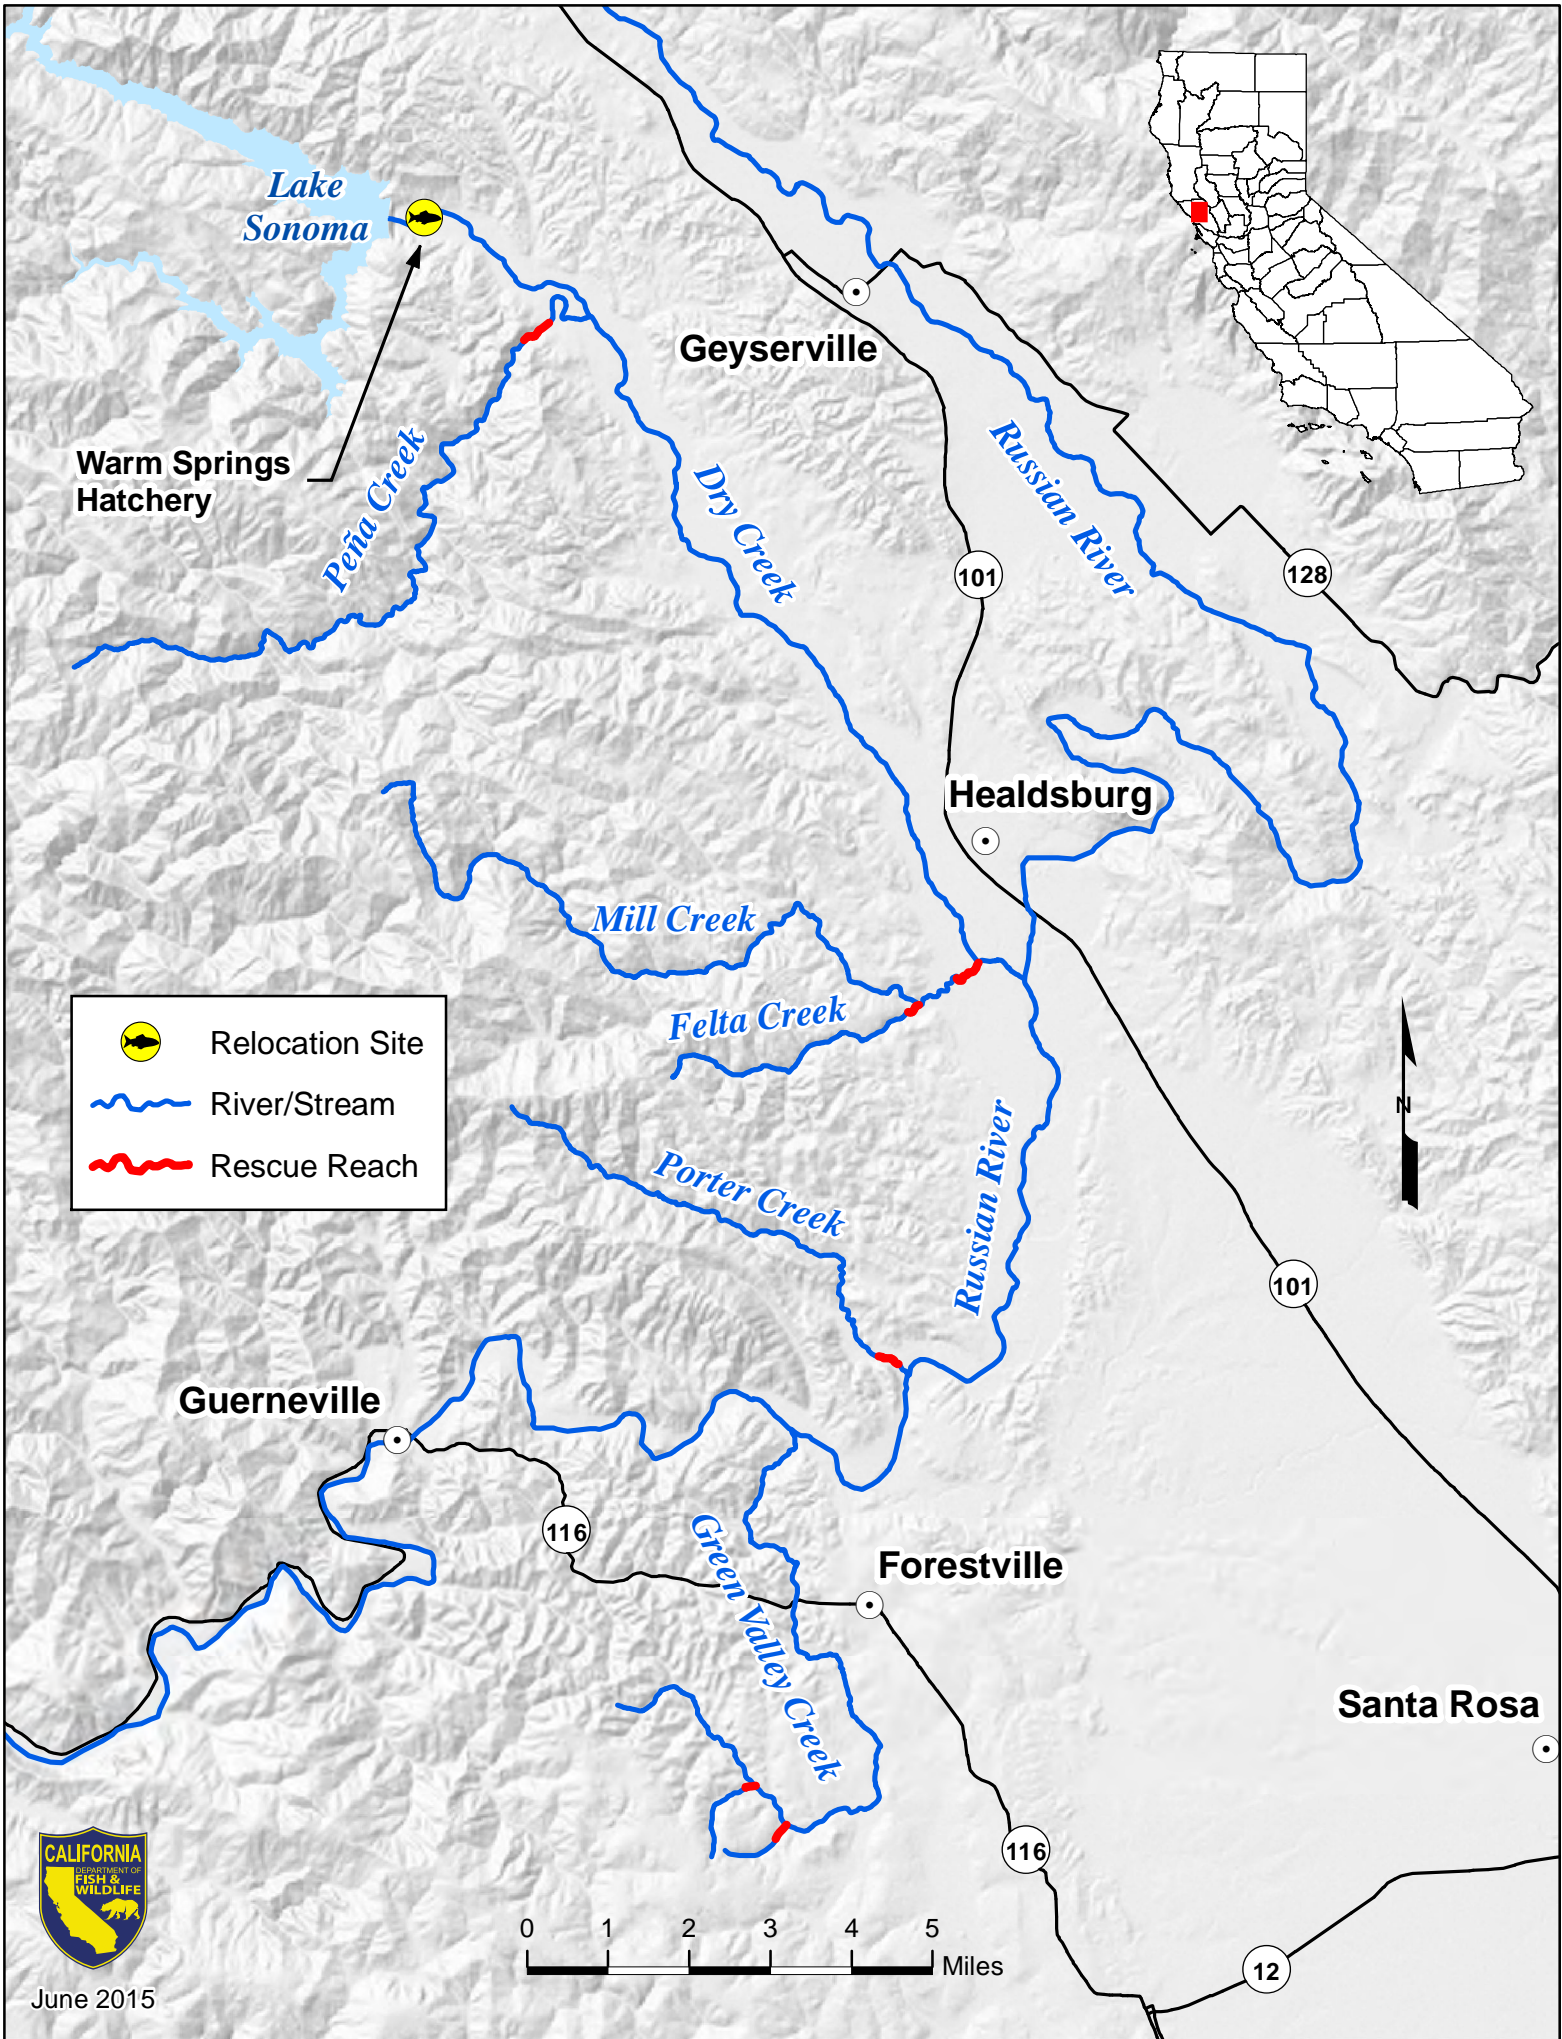 Lake
Sonoma
Geyserville
Warm Springs
Hatchery
Peña Creek
Dry Creek
Russian River
101
128
Healdsburg
Mill Creek
Felta Creek
Relocation Site
River/Stream
Rescue Reach
N
Porter Creek
Russian River
101
Guerneville
116
Green Valley Creek
Forestville
Santa Rosa
116
12
CALIFORNIA
DEPARTMENT OF
FISH &
WILDLIFE
June 2015
0 1 2 3 4 5
Miles